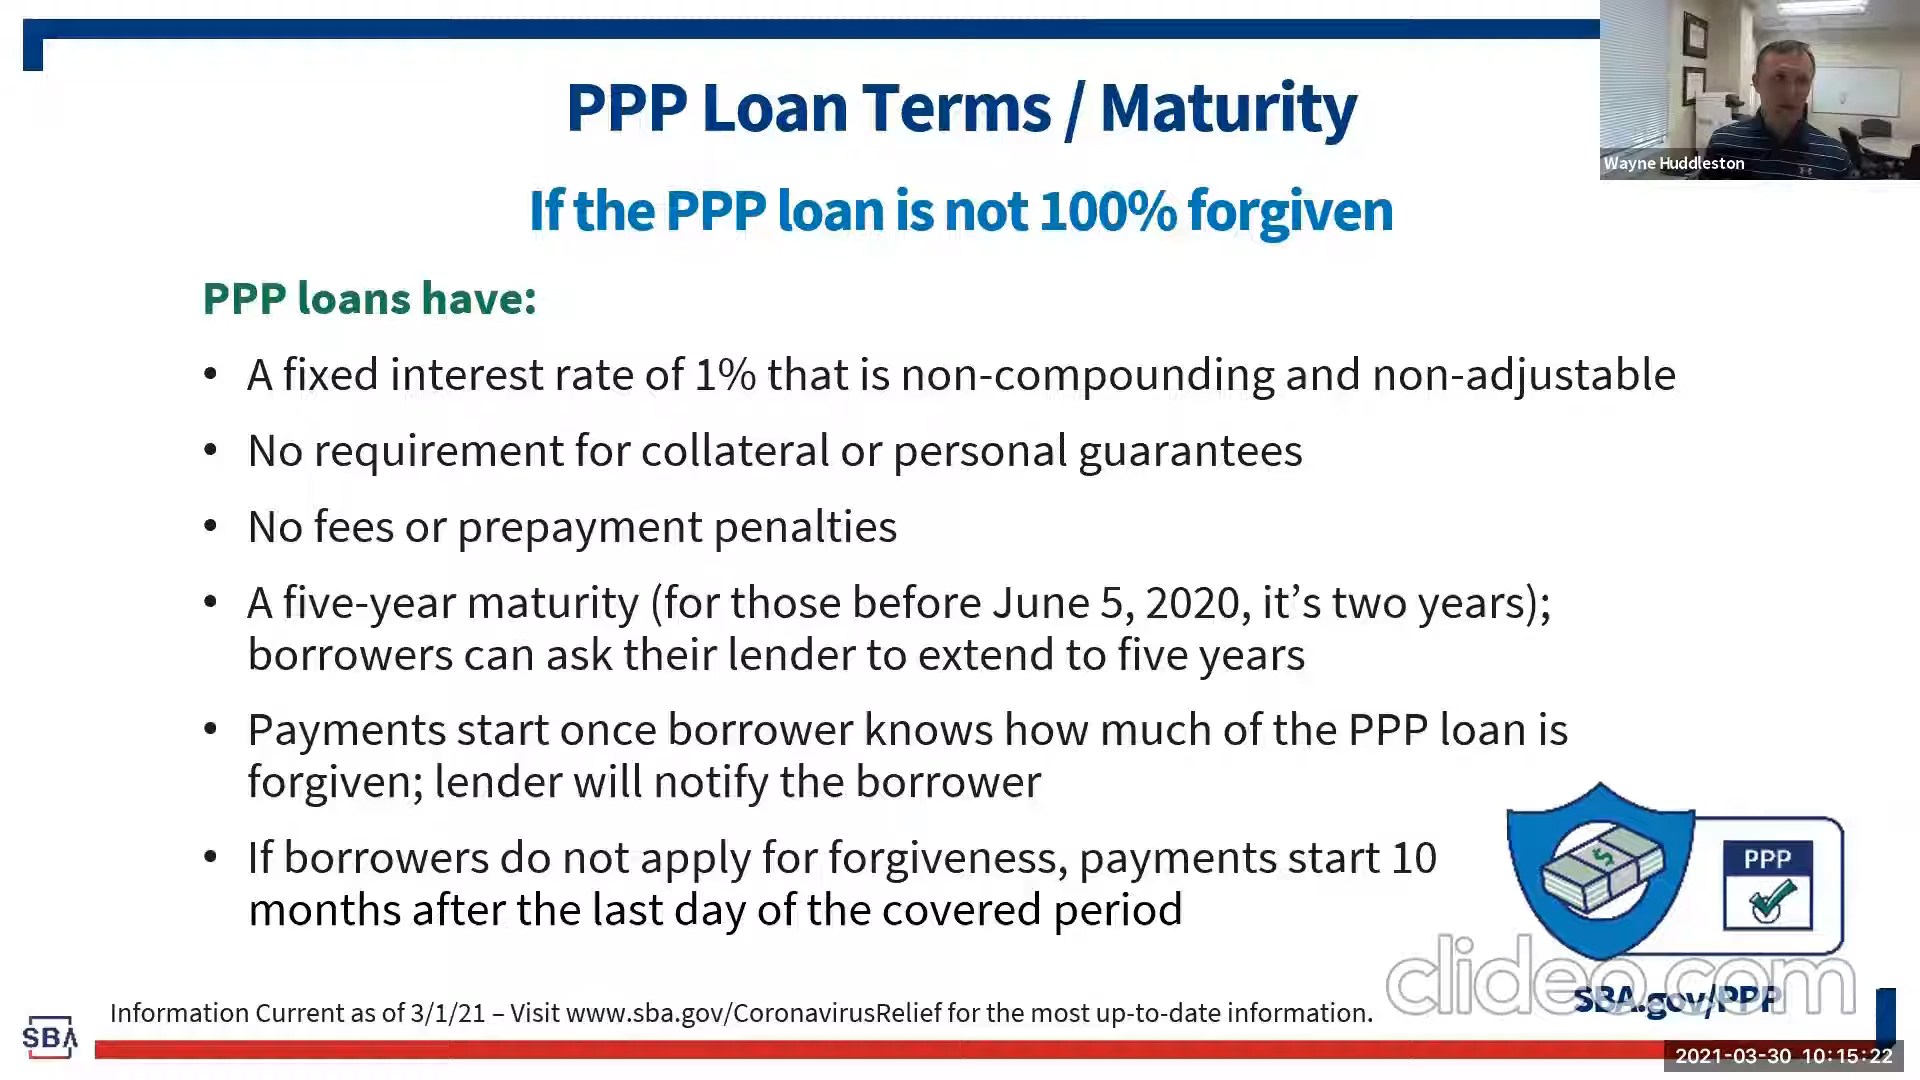 PPP Loan Terms / Maturity
Wayne Huddleston
If the PPP loan is not 100% forgiven
PPP loans have:
• A fixed interest rate of 1% that is non-compounding and non-adjustable
• No requirement for collateral or personal guarantees
• No fees or prepayment penalties
• A five-year maturity (for those before June 5, 2020, it’s two years);
borrowers can ask their lender to extend to five years
• Payments start once borrower knows how much of the PPP loan is
forgiven; lender will notify the borrower
• If borrowers do not apply for forgiveness, payments start 10
months after the last day of the covered period
$
PPP
clideo.com
SBA.gov/PPP
Information Current as of 3/1/21 – Visit www.sba.gov/CoronavirusRelief for the most up-to-date information.
SBA
2021-03-30 10:15:22